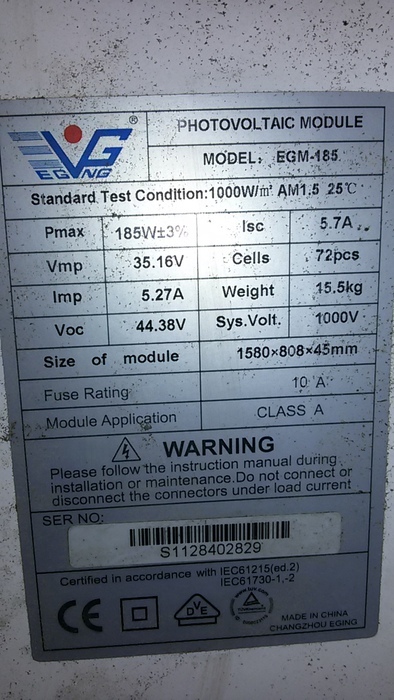 EGING ®
PHOTOVOLTAIC MODULE
MODEL: EGM-185
Standard Test Condition:1000W/㎡ AM1.5 25℃
Pmax 185W±3% Isc 5.7A
Vmp 35.16V Cells 72pcs
Imp 5.27A Weight 15.5kg
Voc 44.38V Sys.Volt. 1000V
Size of module 1580×808×45mm
Fuse Rating 10 A
Module Application CLASS A
WARNING
Please follow the instruction manual during
installation or maintenance.Do not connect or
disconnect the connectors under load current
SER NO:
S1128402829
Certified in accordance with IEC61215(ed.2)
IEC61730-1,-2
CE DVE
MADE IN CHINA
CHANGZHOU EGING